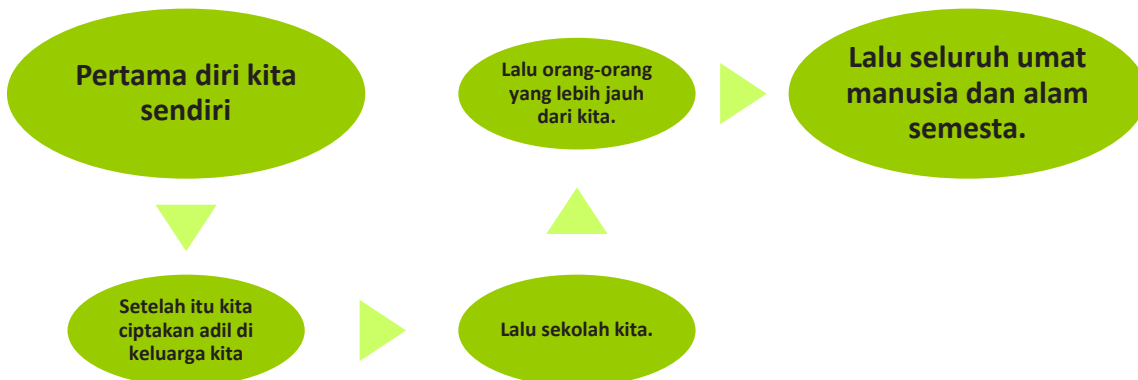 Pertama diri kita
sendiri
Setelah itu kita
ciptakan adil di
keluarga kita
Lalu sekolah kita.
Lalu orang-orang
yang lebih jauh
dari kita.
Lalu seluruh umat
manusia dan alam
semesta.